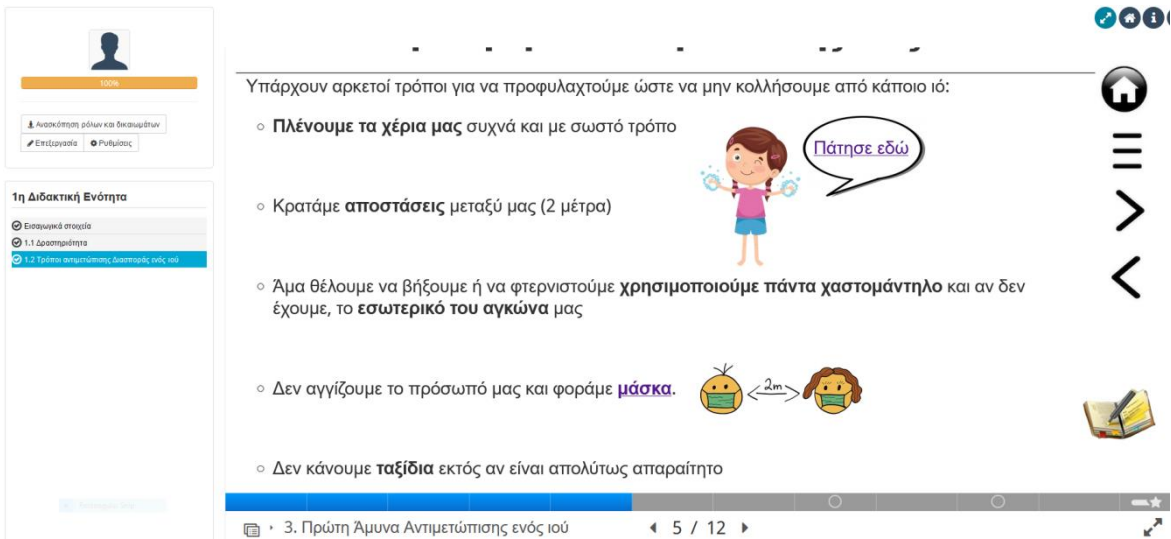 100%
Ανασκόπηση ρόλων και δικαιωμάτων
Επεξεργασία Ρυθμίσεις
1η Διδακτική Ενότητα
Εισαγωγικά στοιχεία
1.1 Δραστηριότητα
1.2 Τρόποι αντιμετώπισης Διασποράς ενός ιού
Υπάρχουν αρκετοί τρόποι για να προφυλαχτούμε ώστε να μην κολλήσουμε από κάποιο ιό:
Πλένουμε τα χέρια μας συχνά και με σωστό τρόπο
Πάτησε εδώ
Κρατάμε αποστάσεις μεταξύ μας (2 μέτρα)
Άμα θέλουμε να βήξουμε ή να φτερνιστούμε χρησιμοποιούμε πάντα χαστομάντηλο και αν δεν
έχουμε, το εσωτερικό του αγκώνα μας
Δεν αγγίζουμε το πρόσωπό μας και φοράμε μάσκα.
2m
Δεν κάνουμε ταξίδια εκτός αν είναι απολύτως απαραίτητο
3. Πρώτη Άμυνα Αντιμετώπισης ενός ιού
5 / 12